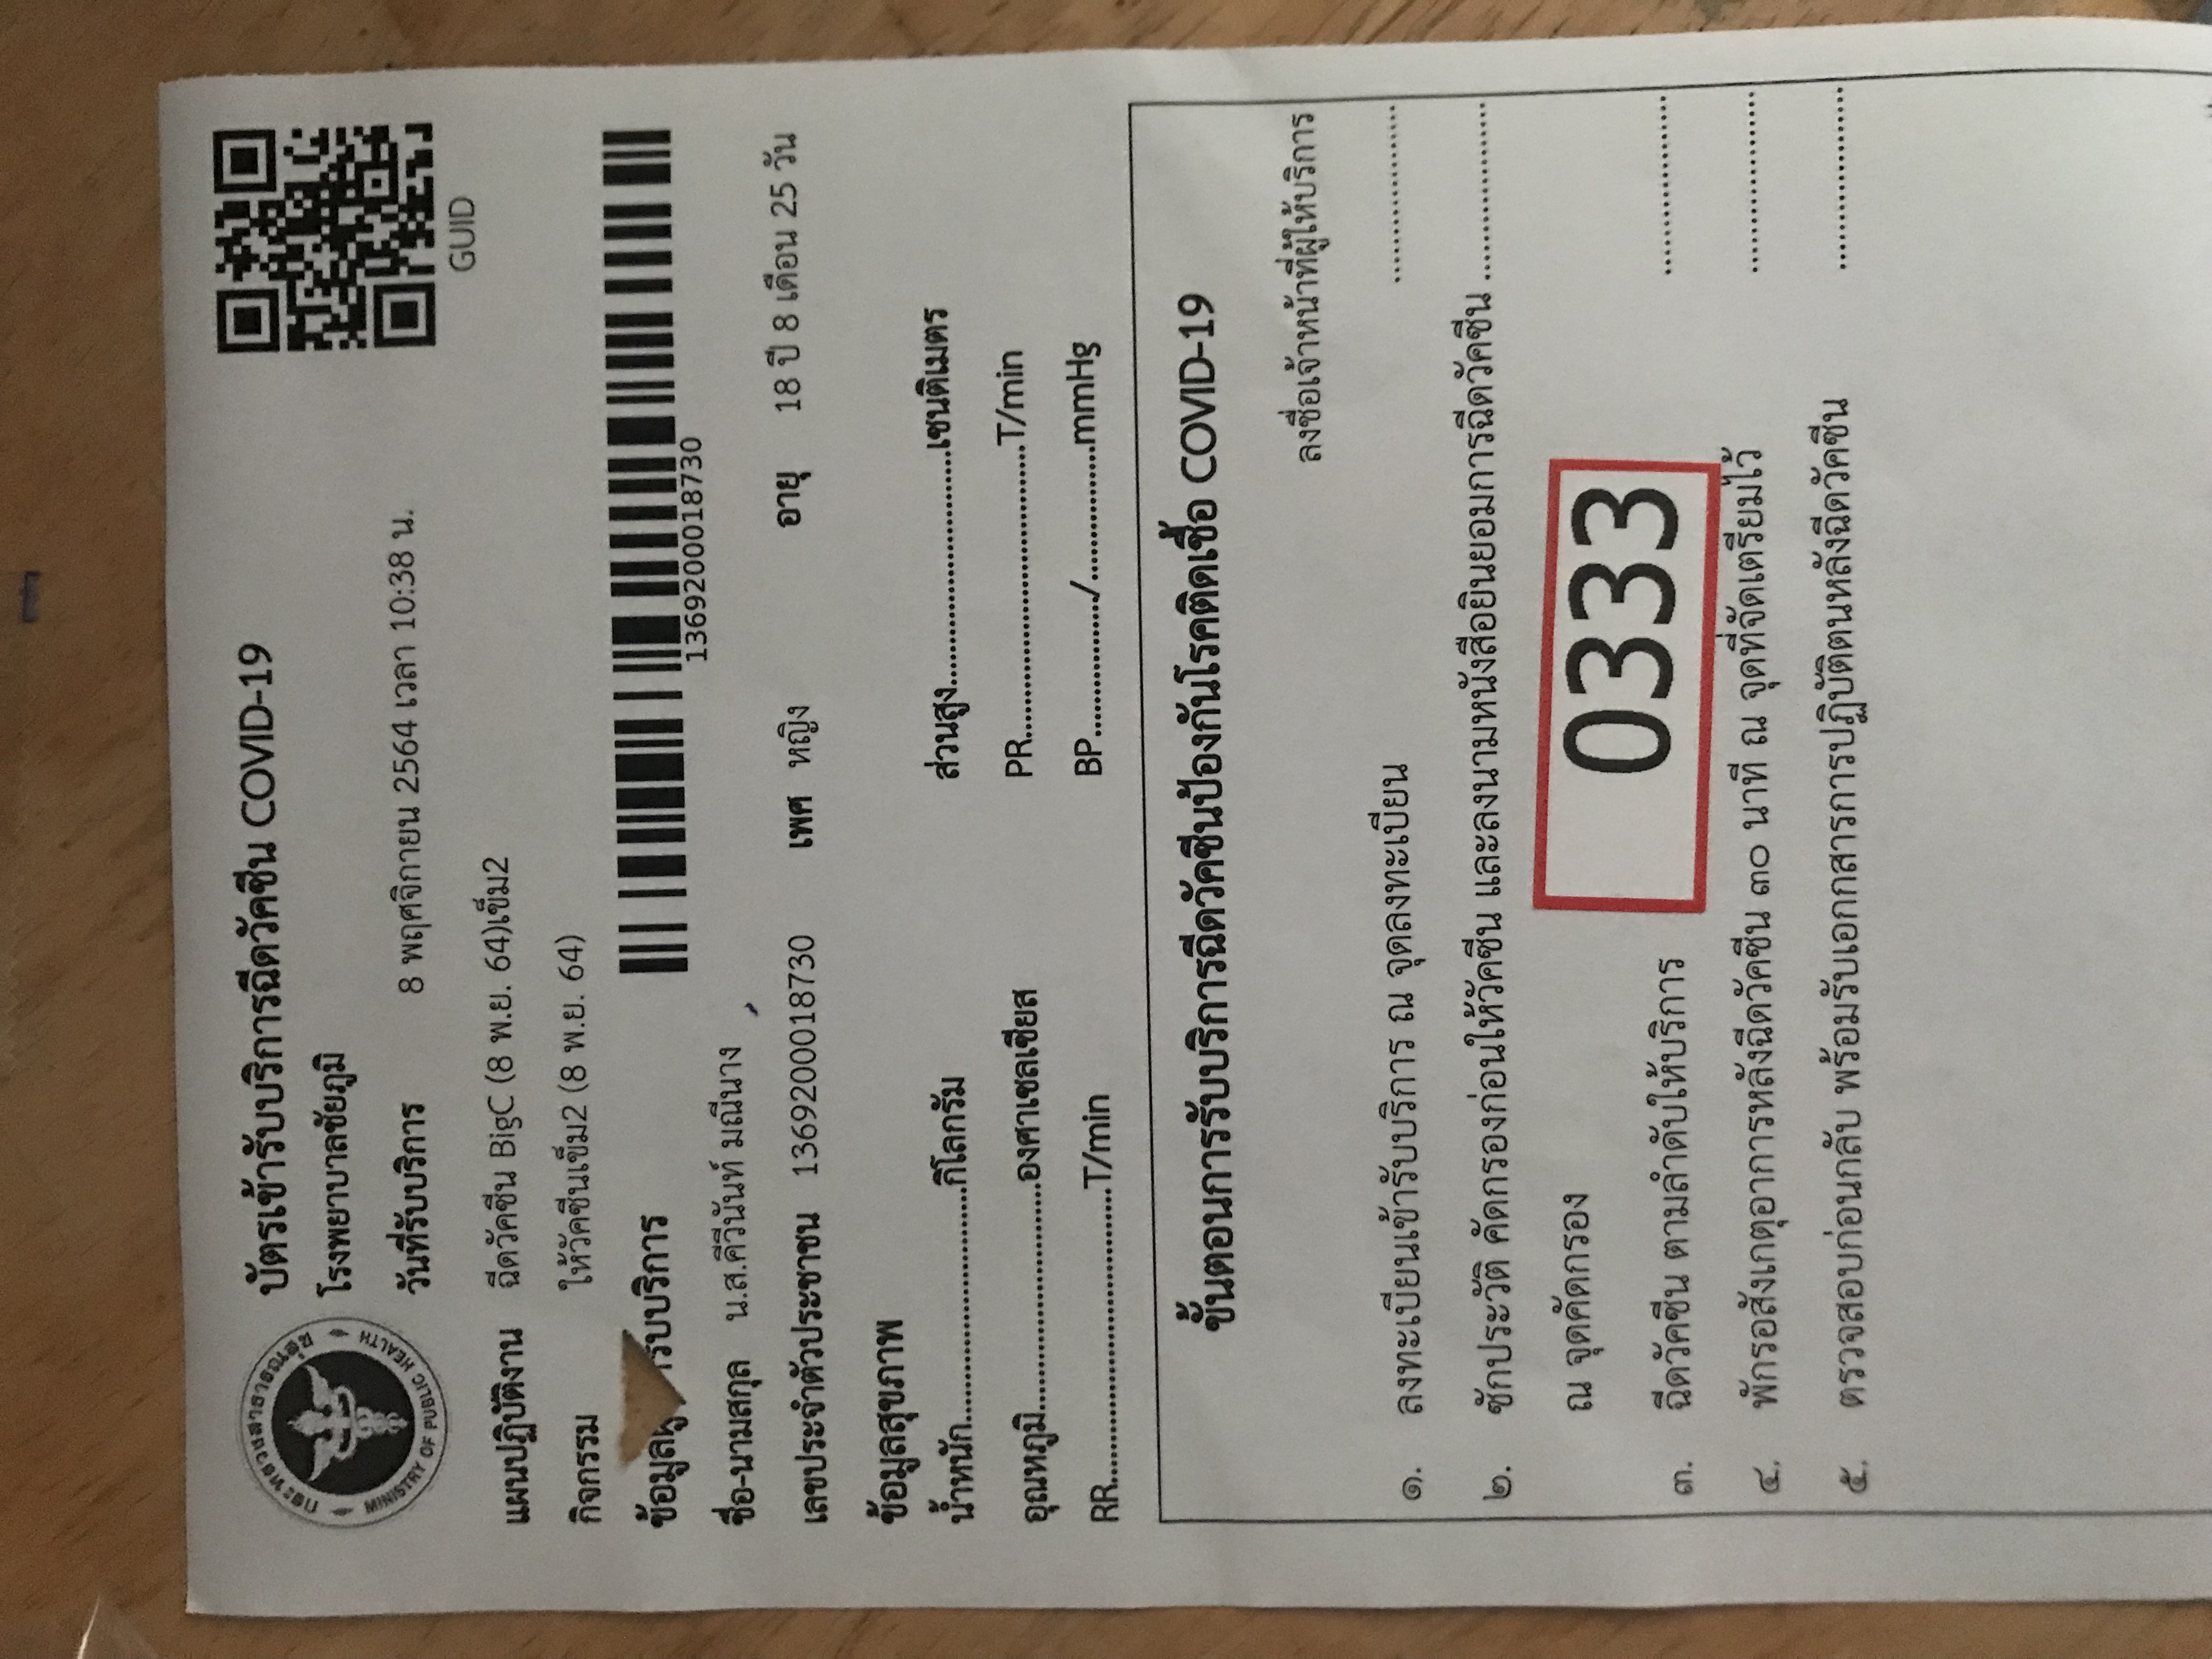 กระทรวงสาธารณสุข
MINISTRY OF PUBLIC HEALTH
บัตรเข้ารับบริการฉีดวัคซีน COVID-19
โรงพยาบาลชัยภูมิ
วันที่รับบริการ 8 พฤศจิกายน 2564 เวลา 10:38 น.
GUID
แผนปฏิบัติงาน ฉีดวัคซีน BigC (8 พ.ย. 64)เข็ม2
กิจกรรม ให้วัคซีนเข็ม2 (8 พ.ย. 64)
ข้อมูลผู้ รับบริการ
1369200018730
ชื่อ-นามสกุล น.ส.คีวีนันท์ มณีนาง
เลขประจำตัวประชาชน 1369200018730 เพศ หญิง อายุ 18 ปี 8 เดือน 25 วัน
ข้อมูลสุขภาพ
น้ำหนัก............................กิโลกรัม ส่วนสูง............................เซนติเมตร
อุณหภูมิ...........................องศาเซลเซียส PR...................................T/min
RR...................................T/min BP................./................mmHg
ขั้นตอนการรับบริการฉีดวัคซีนป้องกันโรคติดเชื้อ COVID-19
ลงชื่อเจ้าหน้าที่ผู้ให้บริการ
๑. ลงทะเบียนเข้ารับบริการ ณ จุดลงทะเบียน ....................
๒. ซักประวัติ คัดกรองก่อนให้วัคซีน และลงนามหนังสือยินยอมการฉีดวัคซีน ....................
ณ จุดคัดกรอง
0333
๓. ฉีดวัคซีน ตามลำดับให้บริการ ....................
๔. พักรอสังเกตุอาการหลังฉีดวัคซีน ๓๐ นาที ณ จุดที่จัดเตรียมไว้ ....................
๕. ตรวจสอบก่อนกลับ พร้อมรับเอกกสารการปฏิบัติตนหลังฉีดวัคซีน ....................